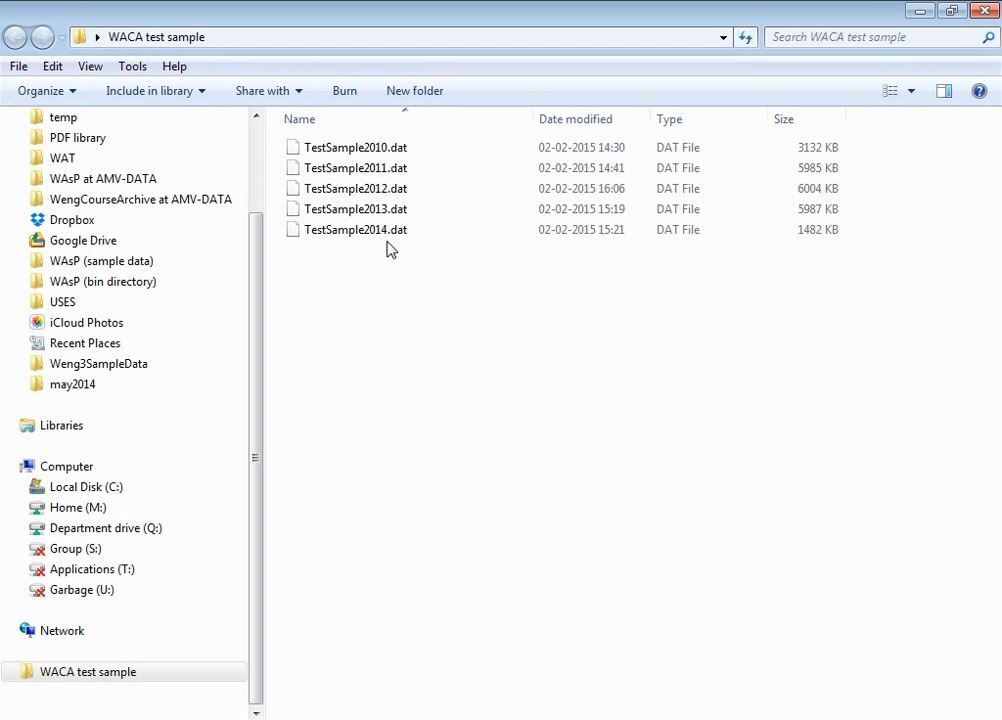 WACA test sample
Search WACA test sample
File Edit View Tools Help
Organize Include in library Share with Burn New folder
temp
PDF library
WAT
WAsP at AMV-DATA
WengCourseArchive at AMV-DATA
Dropbox
Google Drive
WAsP (sample data)
WAsP (bin directory)
USES
iCloud Photos
Recent Places
Weng3SampleData
may2014
Libraries
Computer
Local Disk (C:)
Home (M:)
Department drive (Q:)
Group (S:)
Applications (T:)
Garbage (U:)
Network
WACA test sample
Name Date modified Type Size
TestSample2010.dat 02-02-2015 14:30 DAT File 3132 KB
TestSample2011.dat 02-02-2015 14:41 DAT File 5985 KB
TestSample2012.dat 02-02-2015 16:06 DAT File 6004 KB
TestSample2013.dat 02-02-2015 15:19 DAT File 5987 KB
TestSample2014.dat 02-02-2015 15:21 DAT File 1482 KB